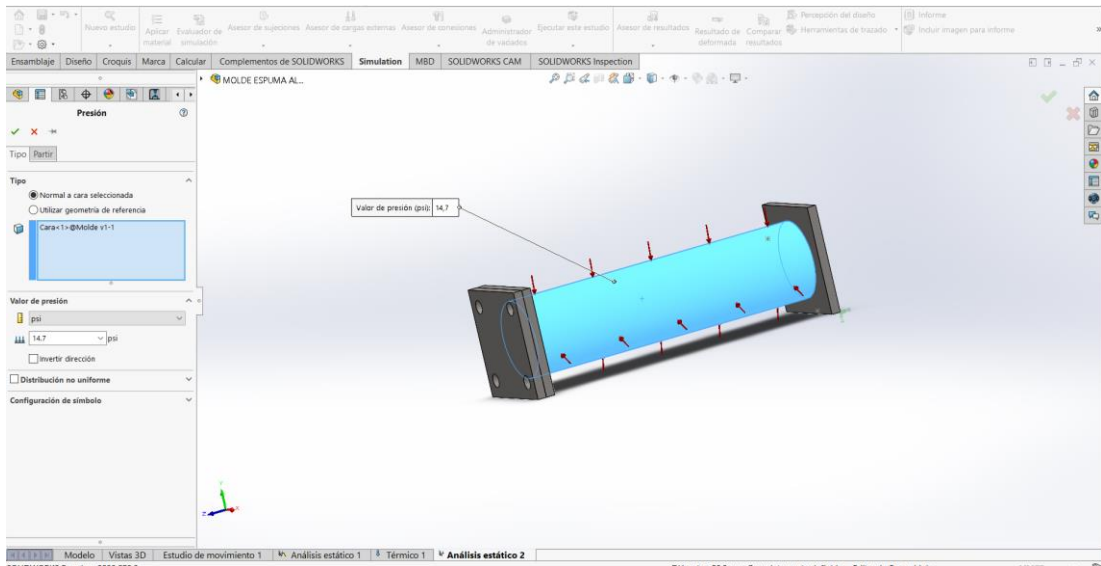 Nuevo estudio
Aplicar material
Evaluador de simulación
Asesor de sujeciones
Asesor de cargas externas
Asesor de conexiones
Administrador de vaciados
Ejecutar este estudio
Asesor de resultados
Resultado de deformada
Comparar resultados
Percepción del diseño
Herramientas de trazado
Informe
Incluir imagen para informe
Ensamblaje Diseño Croquis Marca Calcular Complementos de SOLIDWORKS Simulation MBD SOLIDWORKS CAM SOLIDWORKS Inspection
MOLDE ESPUMA AL...
Presión
Tipo Partir
Tipo
Normal a cara seleccionada
Utilizar geometría de referencia
Cara<1>@Molde v1-1
Valor de presión
psi
14.7 psi
Invertir dirección
Distribución no uniforme
Configuración de símbolo
Valor de presión (psi): 14,7
Modelo Vistas 3D Estudio de movimiento 1 Análisis estático 1 Térmico 1 Análisis estático 2